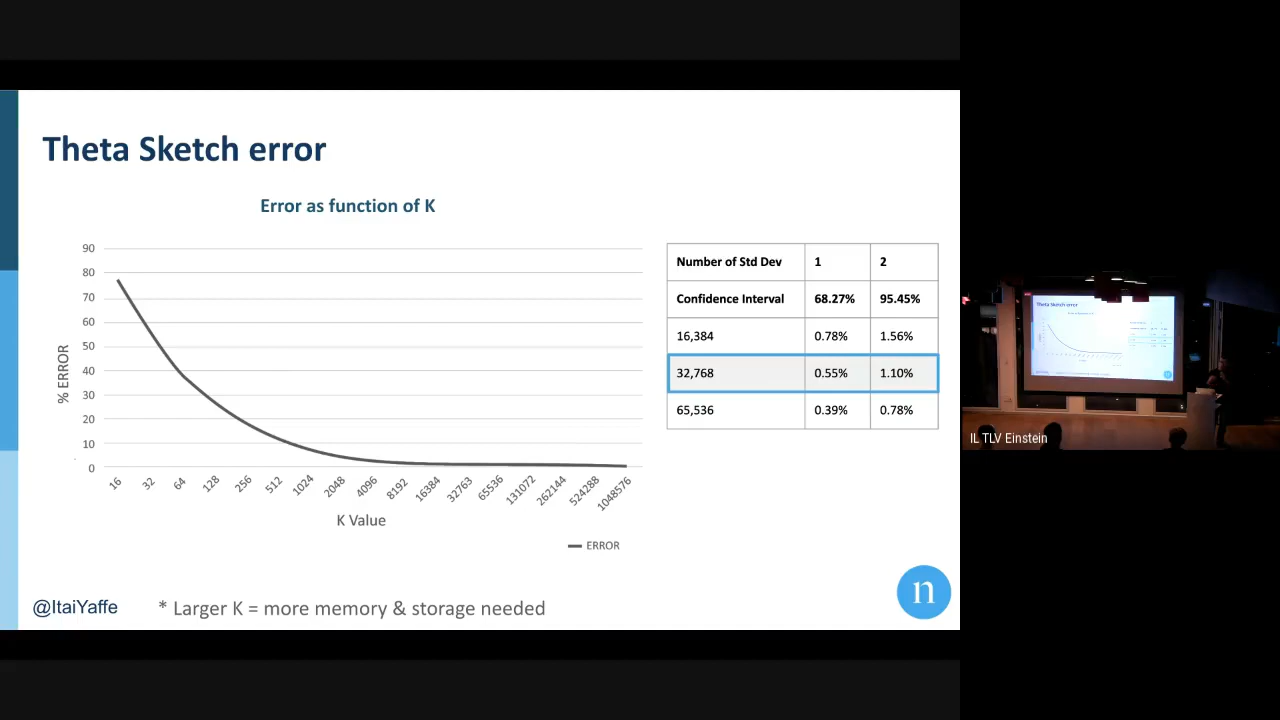 Theta Sketch error
Error as function of K
90
80
70
60
50
40
30
20
10
0
% ERROR
16 32 64 128 256 512 1024 2048 4096 8192 16384 32763 65536 131072 262144 524288 1048576
K Value
ERROR
Number of Std Dev 1 2
Confidence Interval 68.27% 95.45%
16,384 0.78% 1.56%
32,768 0.55% 1.10%
65,536 0.39% 0.78%
@ItaiYaffe
* Larger K = more memory & storage needed
n
Theta Sketch error
IL TLV Einstein